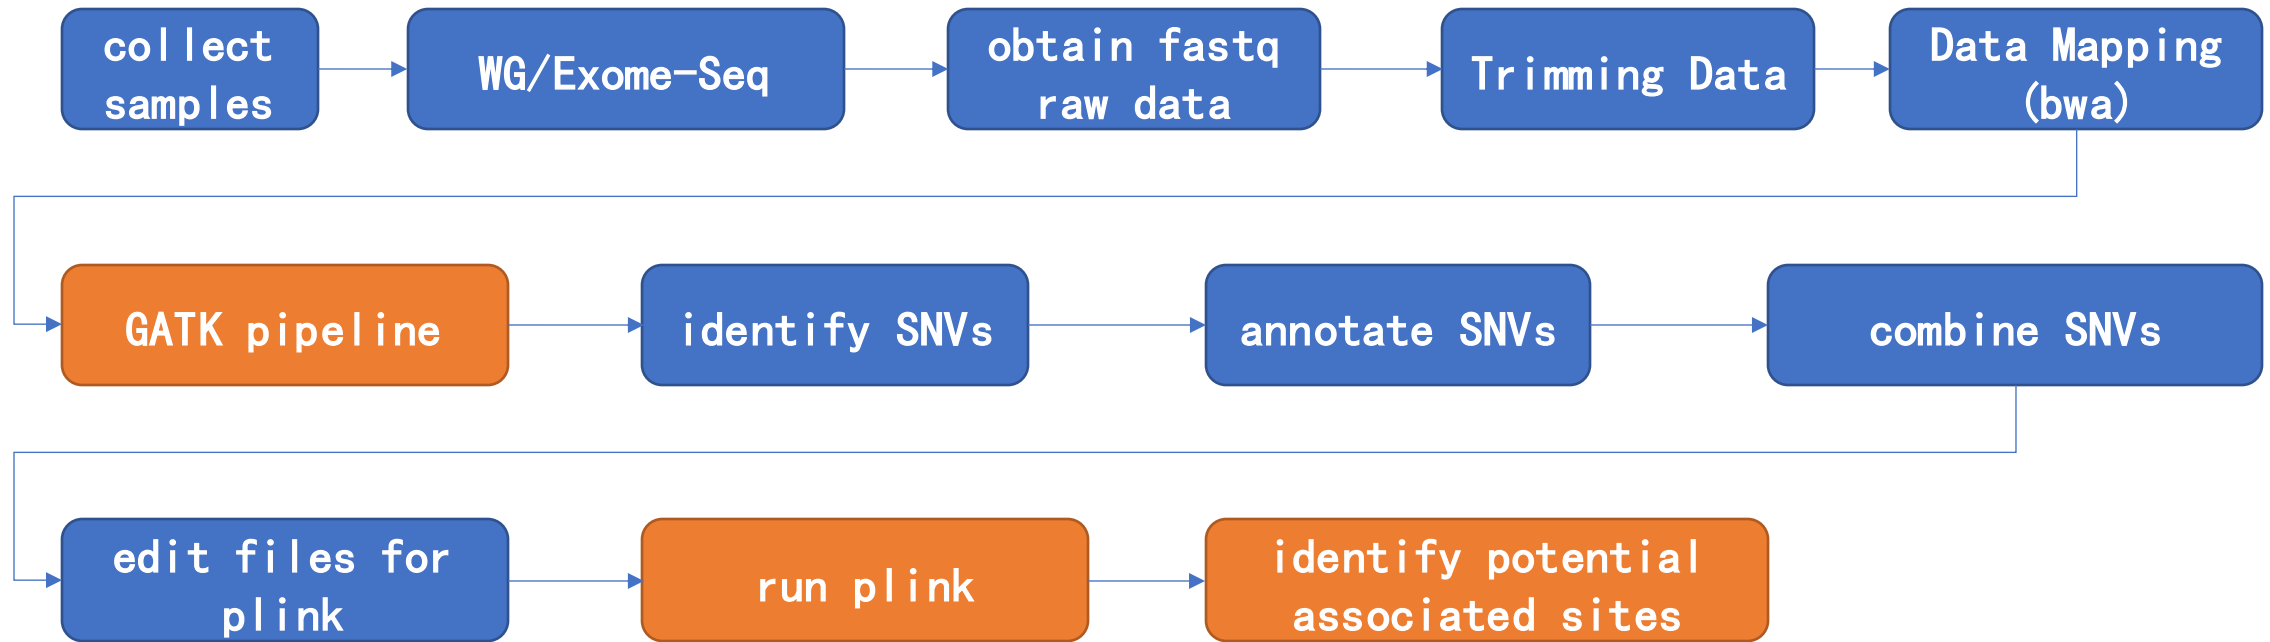 collect
samples
WG/Exome-Seq
obtain fastq
raw data
Trimming Data
Data Mapping
(bwa)
GATK pipeline
identify SNVs
annotate SNVs
combine SNVs
edit files for
plink
run plink
identify potential
associated sites